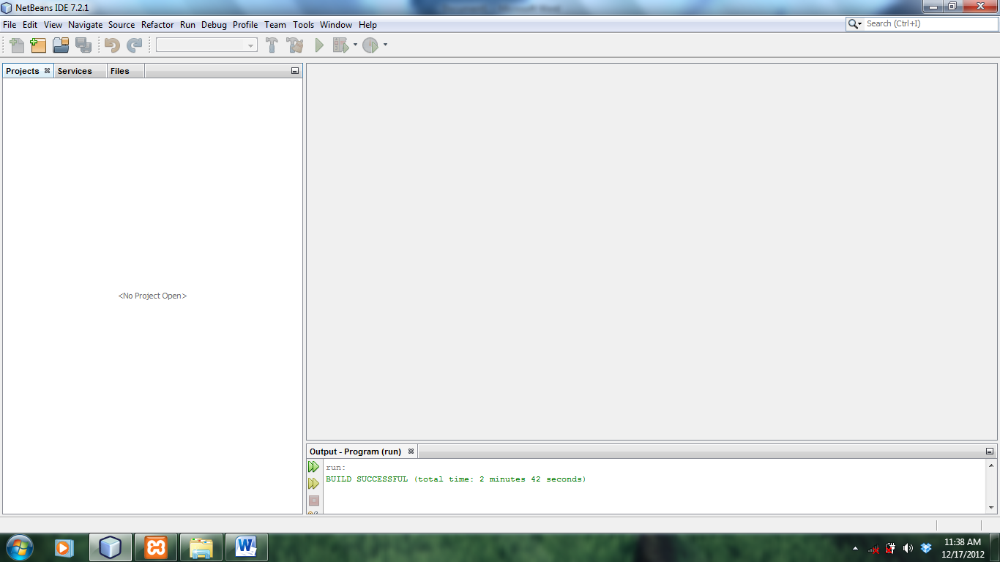 NetBeans IDE 7.2.1
File Edit View Navigate Source Refactor Run Debug Profile Team Tools Window Help
Search (Ctrl+I)
Projects Services Files
<No Project Open>
Output - Program (run)
run:
BUILD SUCCESSFUL (total time: 2 minutes 42 seconds)
11:38 AM
12/17/2012